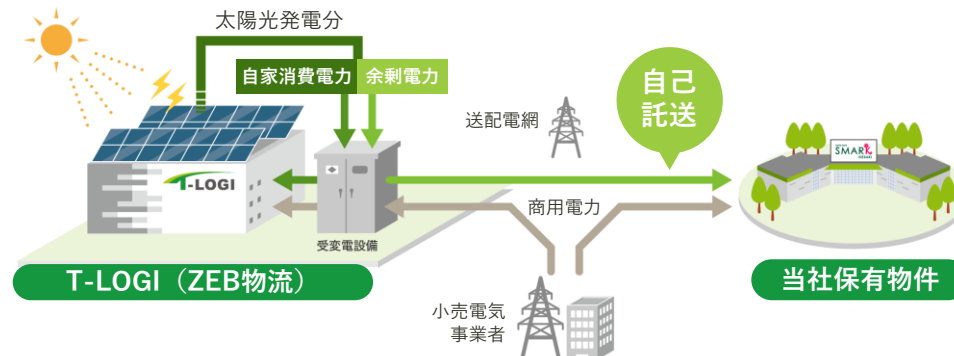 太陽光発電分
自家消費電力
余剰電力
自己
託送
送配電網
T-LOGI
SMARK
商用電力
受変電設備
T-LOGI（ZEB物流）
当社保有物件
小売電気
事業者